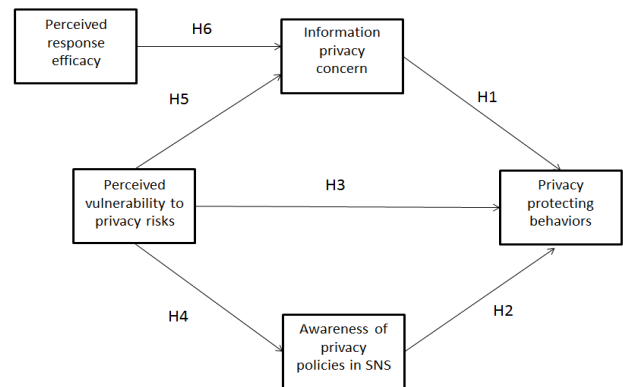 Perceived
response
efficacy
H6
Information
privacy
concern
H5
H1
Perceived
vulnerability to
privacy risks
H3
Privacy
protecting
behaviors
H4
H2
Awareness of
privacy
policies in SNS